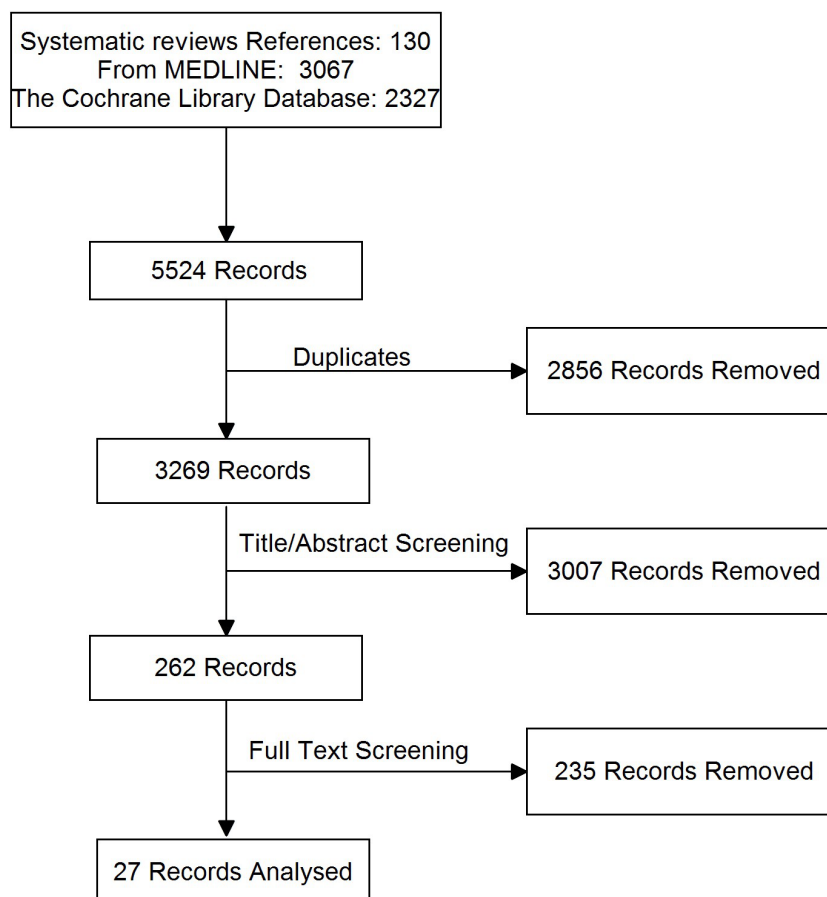 Systematic reviews References: 130
From MEDLINE: 3067
The Cochrane Library Database: 2327
5524 Records
Duplicates
2856 Records Removed
3269 Records
Title/Abstract Screening
3007 Records Removed
262 Records
Full Text Screening
235 Records Removed
27 Records Analysed